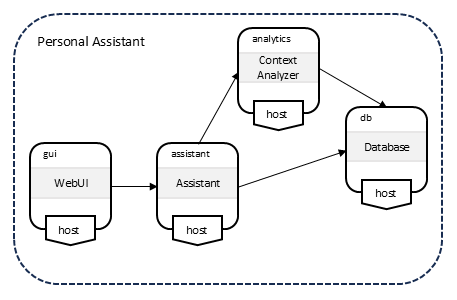 Personal Assistant
analytics
Context
Analyzer
host
db
Database
host
gui
WebUI
host
assistant
Assistant
host